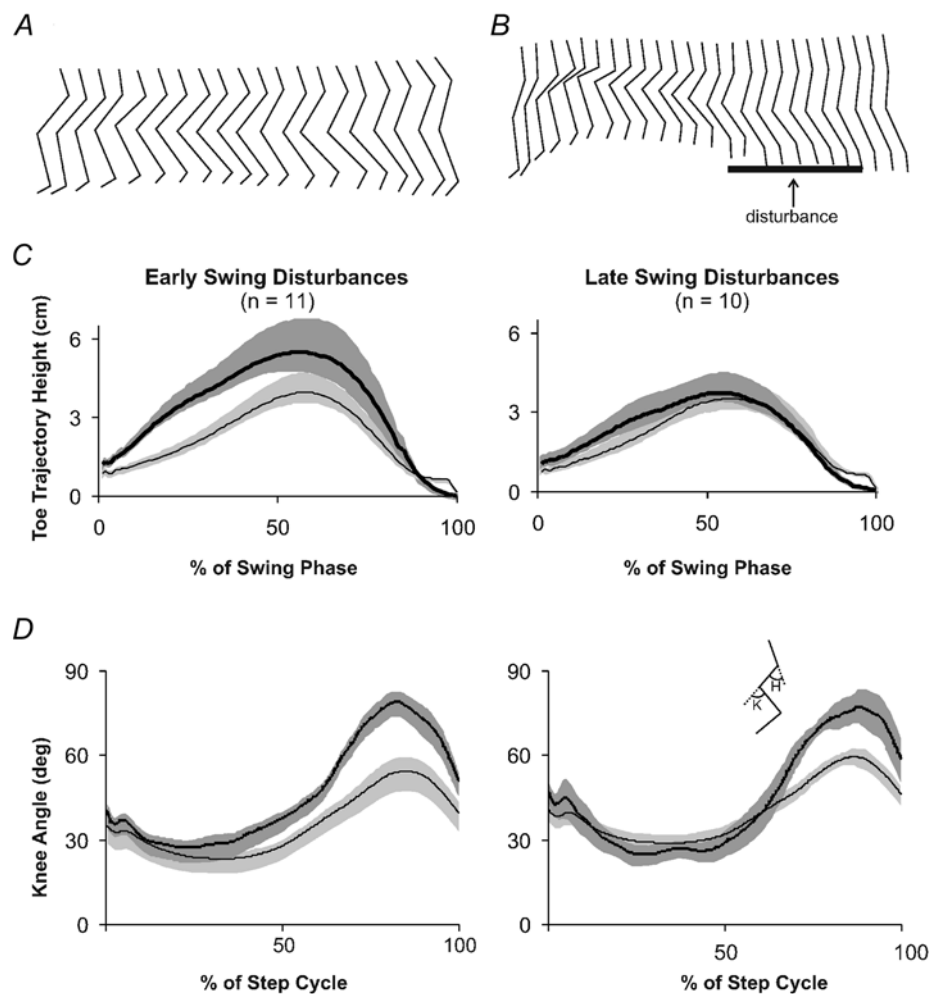 A
B
disturbance
C
Early Swing Disturbances
(n = 11)
Late Swing Disturbances
(n = 10)
Toe Trajectory Height (cm)
6
3
0
0
50
100
% of Swing Phase
6
3
0
0
50
100
% of Swing Phase
D
Knee Angle (deg)
90
60
30
0
50
100
% of Step Cycle
90
60
30
0
50
100
% of Step Cycle
H
K